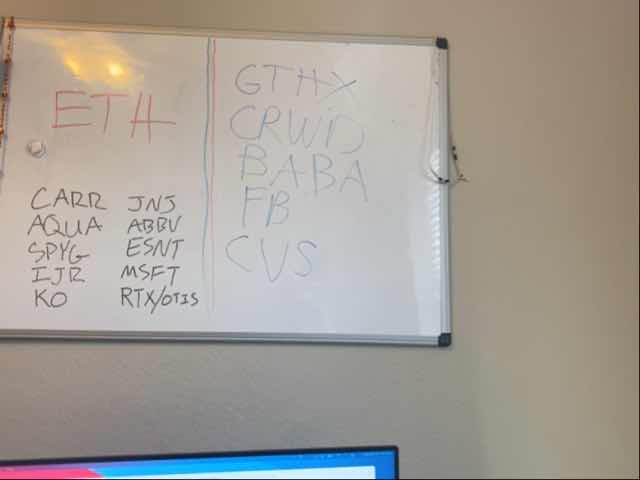 ETH
CARR
AQUA
SPYG
IJR
KO
JNJ
ABBV
ESNT
MSFT
RTX/OTIS
GTHX
CRWD
BABA
FB
CVS